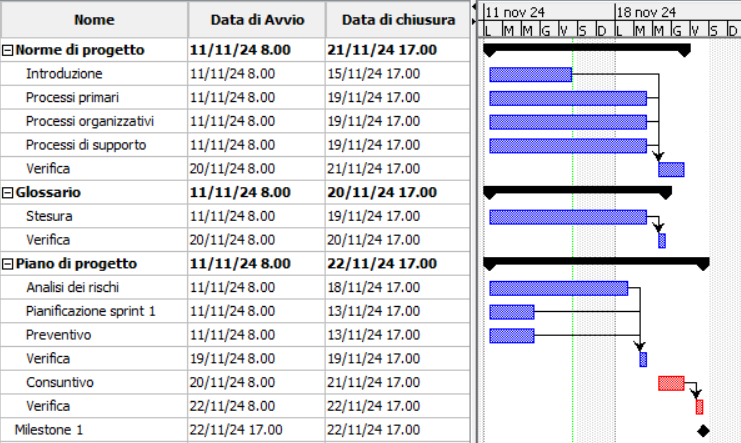 Nome Data di Avvio Data di chiusura 11 nov 24 18 nov 24
L M M G V S D L M M G V S D
Norme di progetto 11/11/24 8.00 21/11/24 17.00
Introduzione 11/11/24 8.00 15/11/24 17.00
Processi primari 11/11/24 8.00 19/11/24 17.00
Processi organizzativi 11/11/24 8.00 19/11/24 17.00
Processi di supporto 11/11/24 8.00 19/11/24 17.00
Verifica 20/11/24 8.00 21/11/24 17.00
Glossario 11/11/24 8.00 20/11/24 17.00
Stesura 11/11/24 8.00 19/11/24 17.00
Verifica 20/11/24 8.00 20/11/24 17.00
Piano di progetto 11/11/24 8.00 22/11/24 17.00
Analisi dei rischi 11/11/24 8.00 18/11/24 17.00
Pianificazione sprint 1 11/11/24 8.00 13/11/24 17.00
Preventivo 11/11/24 8.00 13/11/24 17.00
Verifica 19/11/24 8.00 19/11/24 17.00
Consuntivo 20/11/24 8.00 21/11/24 17.00
Verifica 22/11/24 8.00 22/11/24 17.00
Milestone 1 22/11/24 17.00 22/11/24 17.00